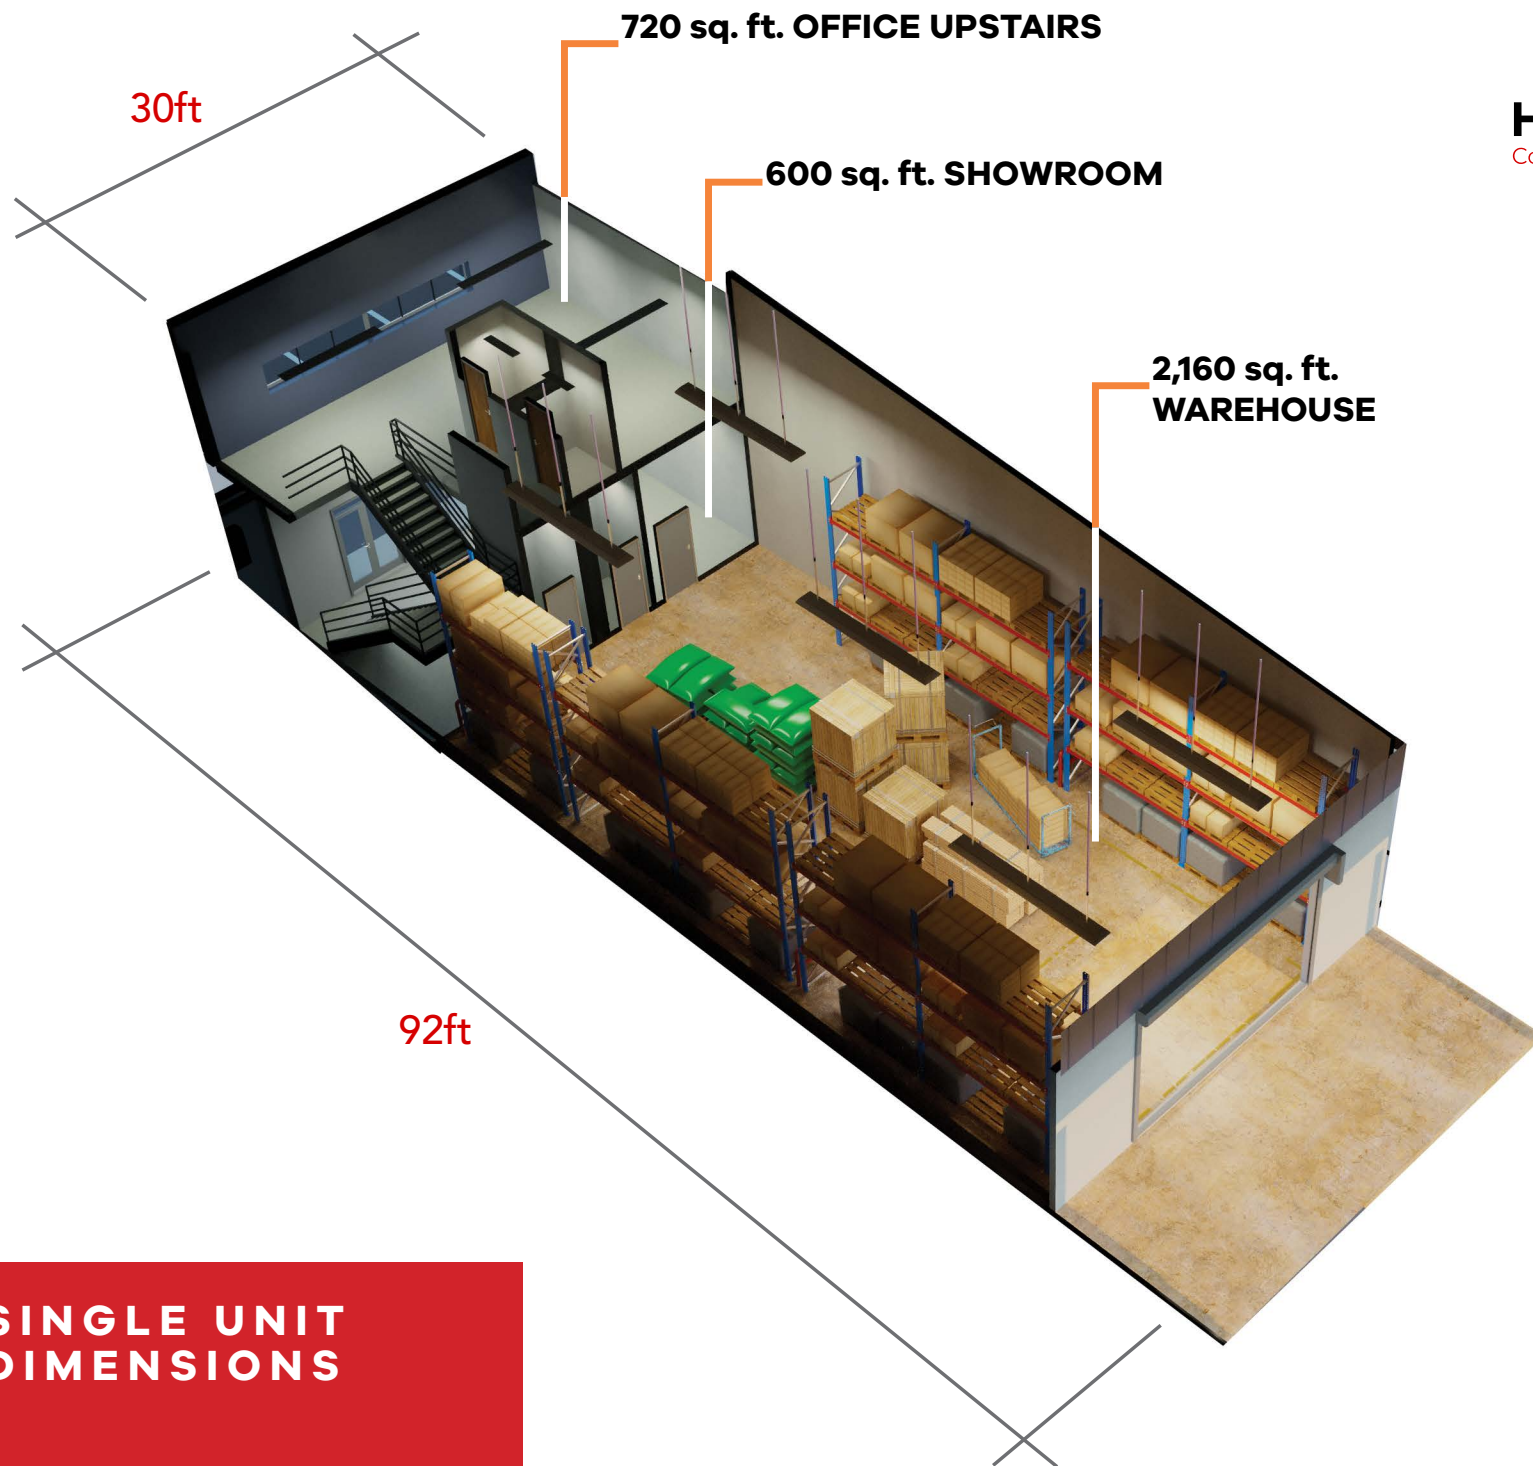 720 sq. ft. OFFICE UPSTAIRS
30ft
600 sq. ft. SHOWROOM
2,160 sq. ft.
WAREHOUSE
92ft
SINGLE UNIT
DIMENSIONS